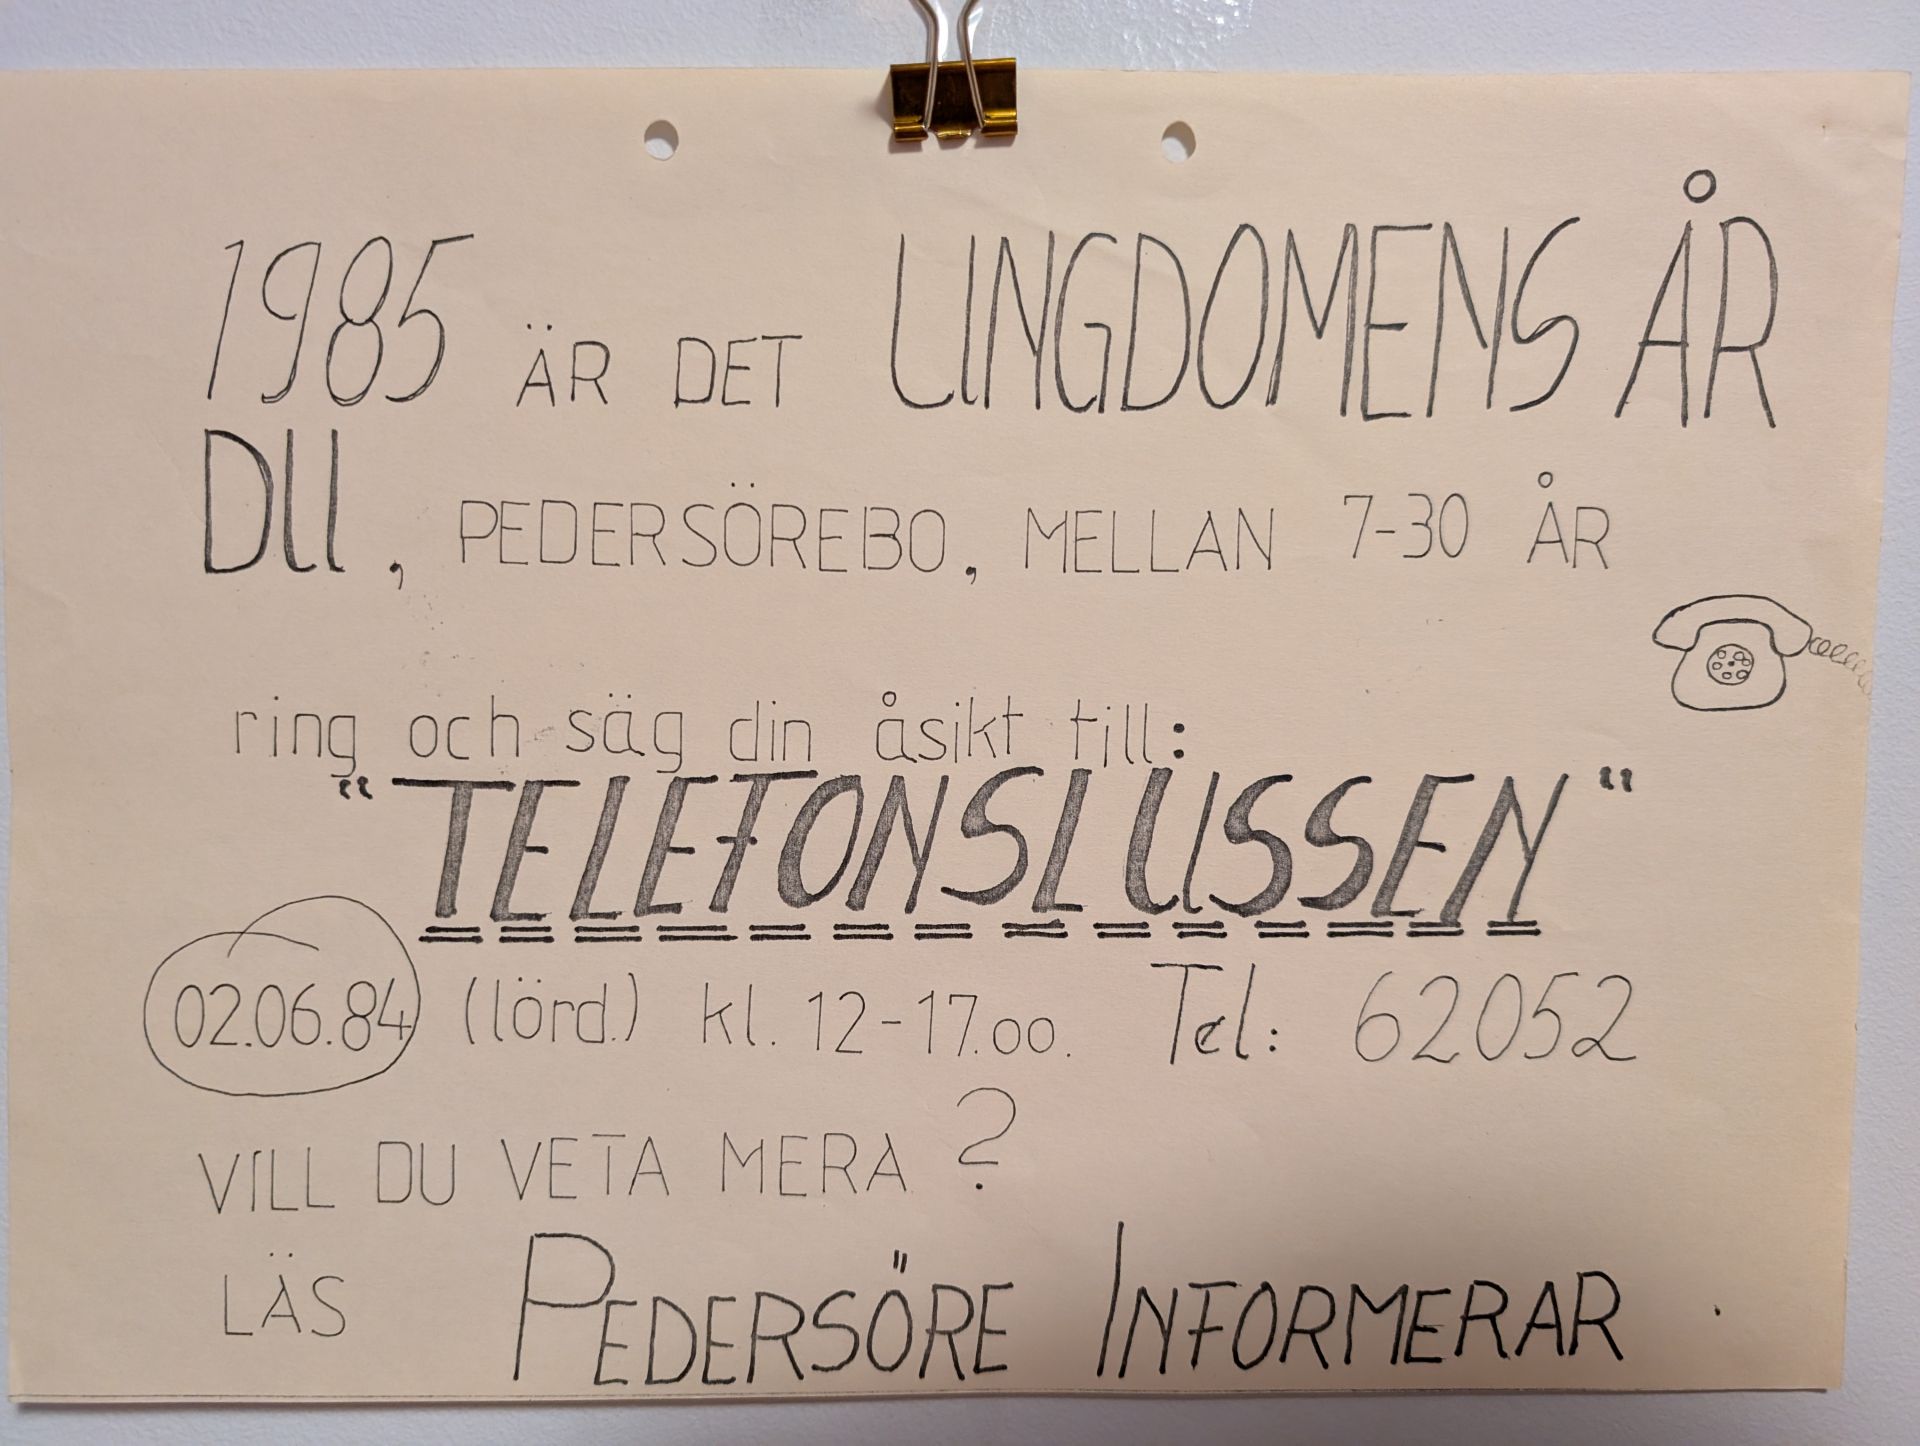 1985 ÄR DET UNGDOMENS ÅR
DU, PEDERSÖREBO, MELLAN 7-30 ÅR
ring och säg din åsikt till:
"TELEFONSLUSSEN"
02.06.84 (lörd.) kl. 12-17.00. Tel: 62052
VILL DU VETA MERA?
LÄS PEDERSÖRE INFORMERAR